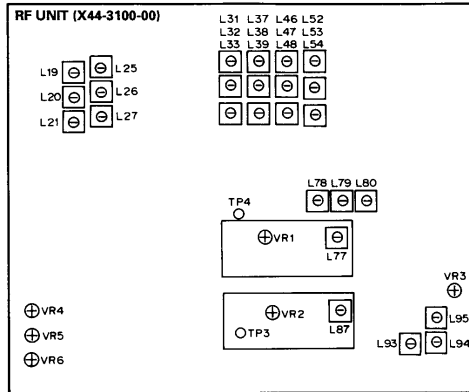 RF UNIT (X44-3100-00)
L31 L37 L46 L52
L32 L38 L47 L53
L33 L39 L48 L54
L19 L25
L20 L26
L21 L27
L78 L79 L80
TP4
VR1
L77
VR3
VR4
VR2
L95
VR5
TP3
L87
L93 L94
VR6